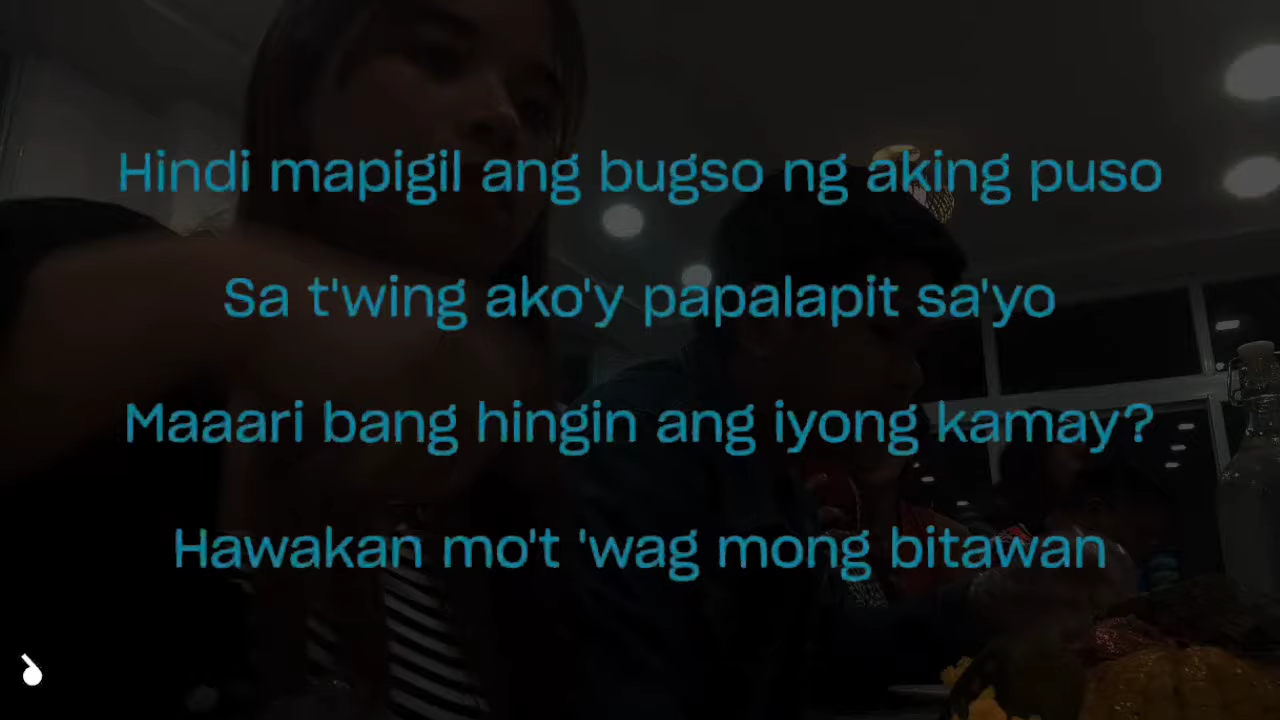 Hindi mapigil ang bugso ng aking puso
Sa t'wing ako'y papalapit sa'yo
Maaari bang hingin ang iyong kamay?
Hawakan mo't 'wag mong bitawan